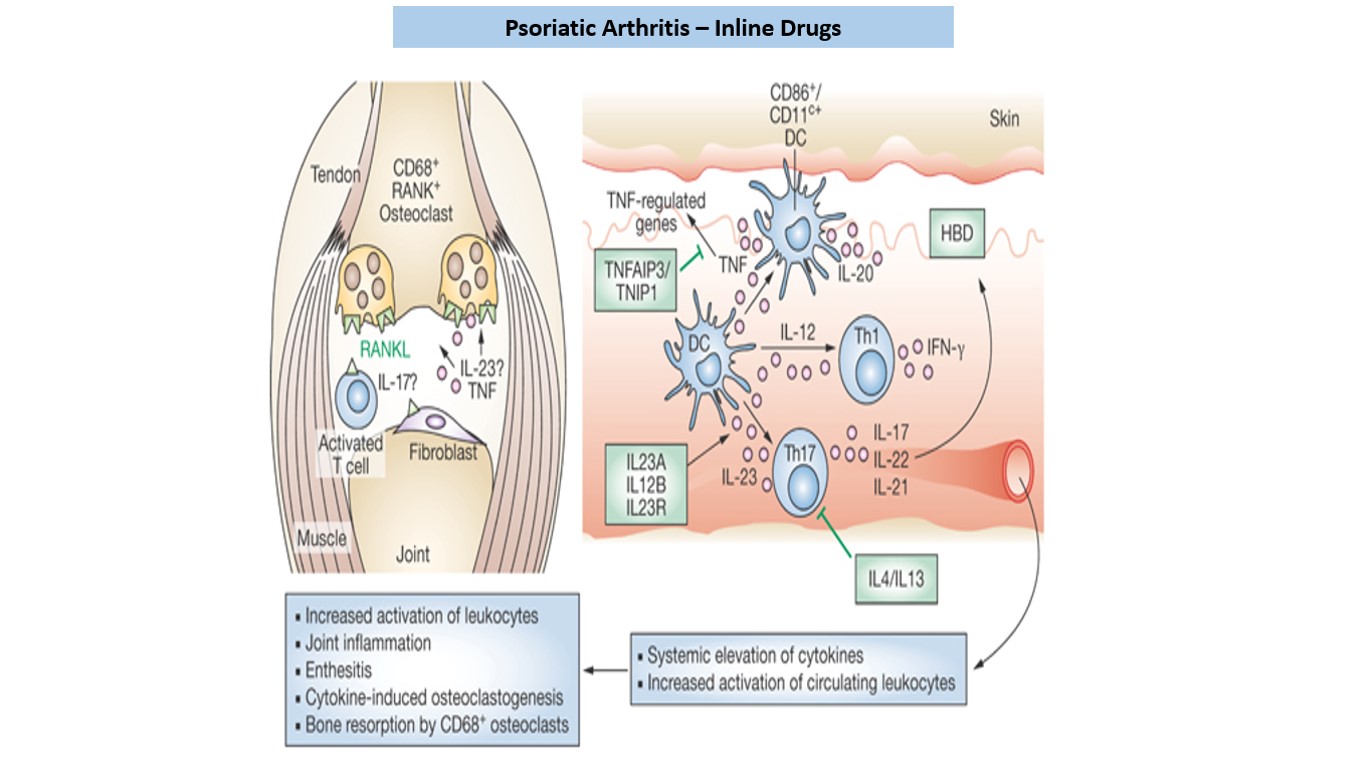 Psoriatic Arthritis – Inline Drugs
Tendon
CD68⁺
RANK⁺
Osteoclast
RANKL
IL-17?
IL-23?
TNF
Activated
T cell
Fibroblast
Muscle
Joint
CD86⁺/
CD11ᶜ⁺
DC
Skin
TNF-regulated
genes
TNFAIP3/
TNIP1
TNF
IL-20
HBD
DC
IL-12
Th1
IFN-γ
IL23A
IL12B
IL23R
IL-23
Th17
IL-17
IL-22
IL-21
IL4/IL13
▪ Increased activation of leukocytes
▪ Joint inflammation
▪ Enthesitis
▪ Cytokine-induced osteoclastogenesis
▪ Bone resorption by CD68⁺ osteoclasts
▪ Systemic elevation of cytokines
▪ Increased activation of circulating leukocytes